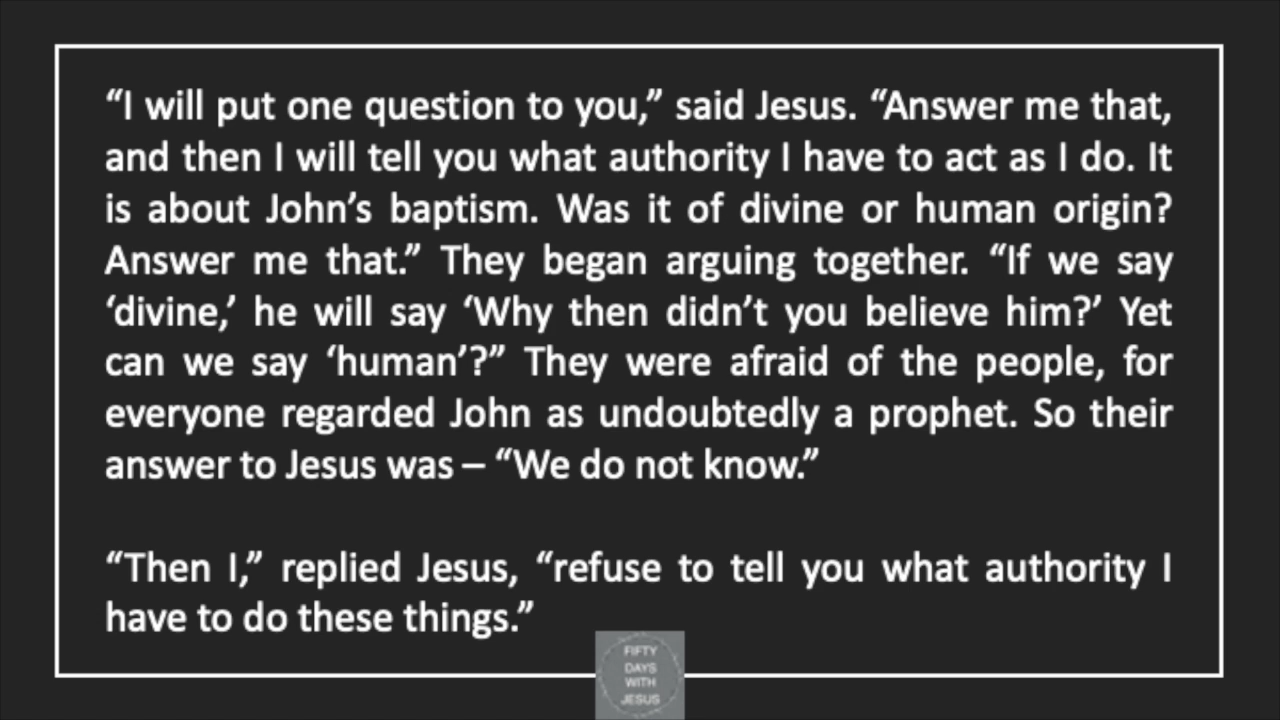 “I will put one question to you,” said Jesus. “Answer me that,
and then I will tell you what authority I have to act as I do. It
is about John’s baptism. Was it of divine or human origin?
Answer me that.” They began arguing together. “If we say
‘divine,’ he will say ‘Why then didn’t you believe him?’ Yet
can we say ‘human’?” They were afraid of the people, for
everyone regarded John as undoubtedly a prophet. So their
answer to Jesus was – “We do not know.”
“Then I,” replied Jesus, “refuse to tell you what authority I
have to do these things.”
FIFTY
DAYS
WITH
JESUS